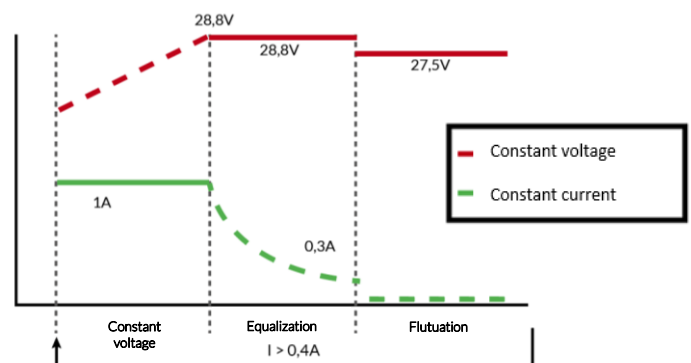 28,8V
28,8V
27,5V
Constant voltage
Constant current
1A
0,3A
Constant
voltage
Equalization
Flutuation
I > 0,4A